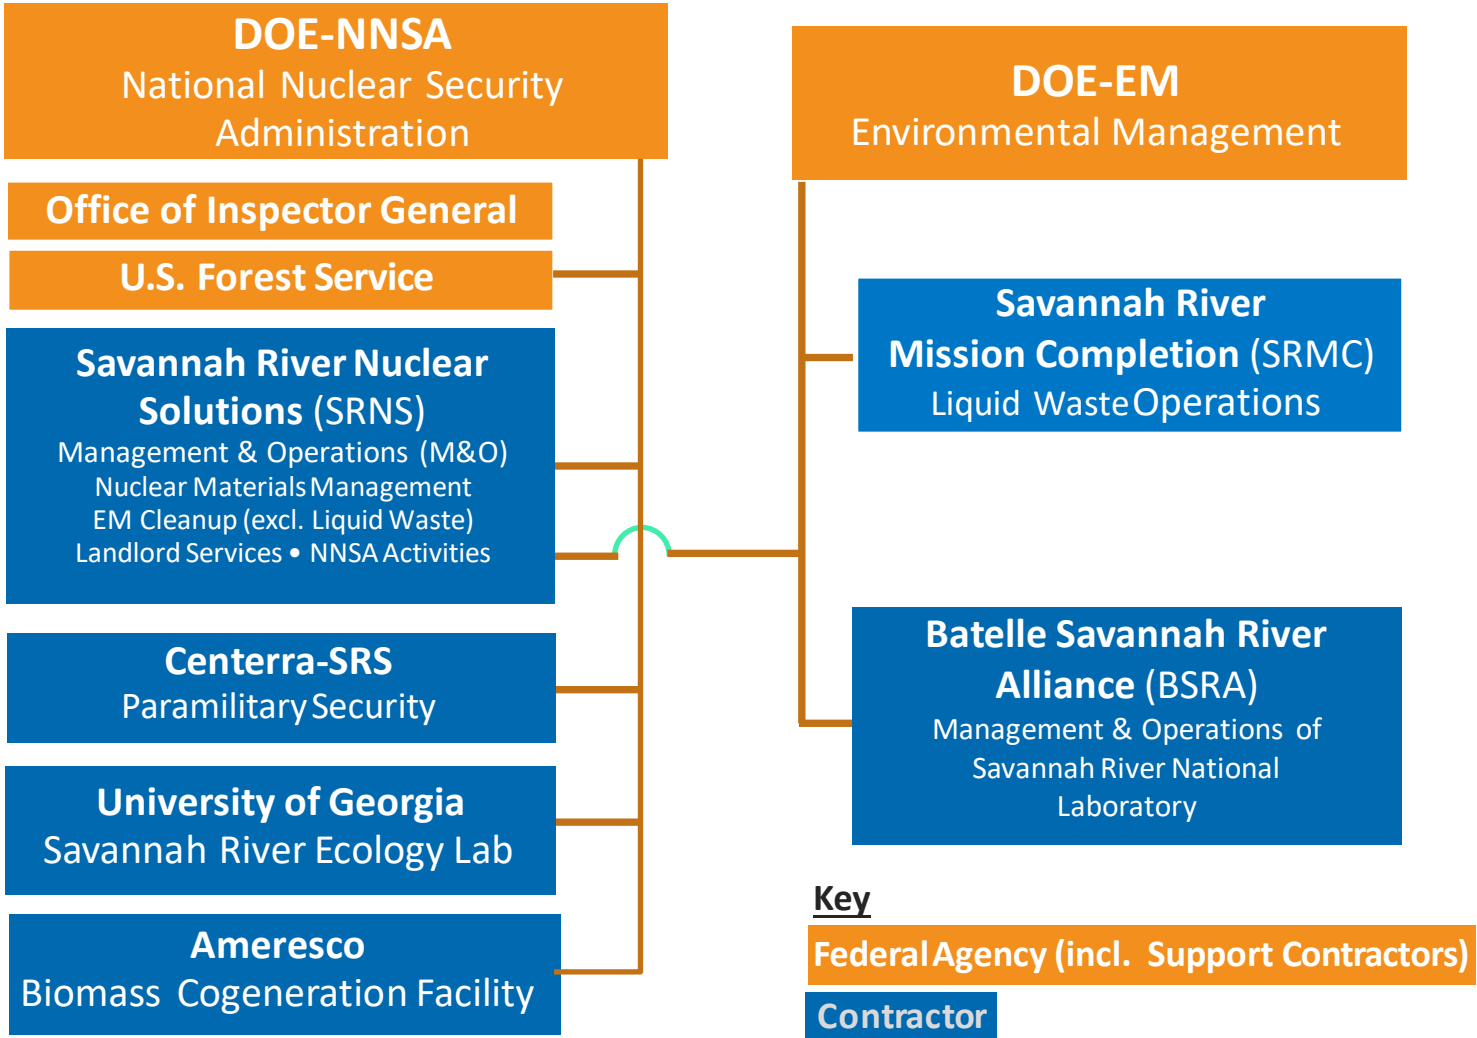 DOE-NNSA
National Nuclear Security
Administration
Office of Inspector General
U.S. Forest Service
Savannah River Nuclear
Solutions (SRNS)
Management & Operations (M&O)
Nuclear Materials Management
EM Cleanup (excl. Liquid Waste)
Landlord Services • NNSA Activities
Centerra-SRS
Paramilitary Security
University of Georgia
Savannah River Ecology Lab
Ameresco
Biomass Cogeneration Facility
DOE-EM
Environmental Management
Savannah River
Mission Completion (SRMC)
Liquid Waste Operations
Batelle Savannah River
Alliance (BSRA)
Management & Operations of
Savannah River National
Laboratory
Key
Federal Agency (incl. Support Contractors)
Contractor